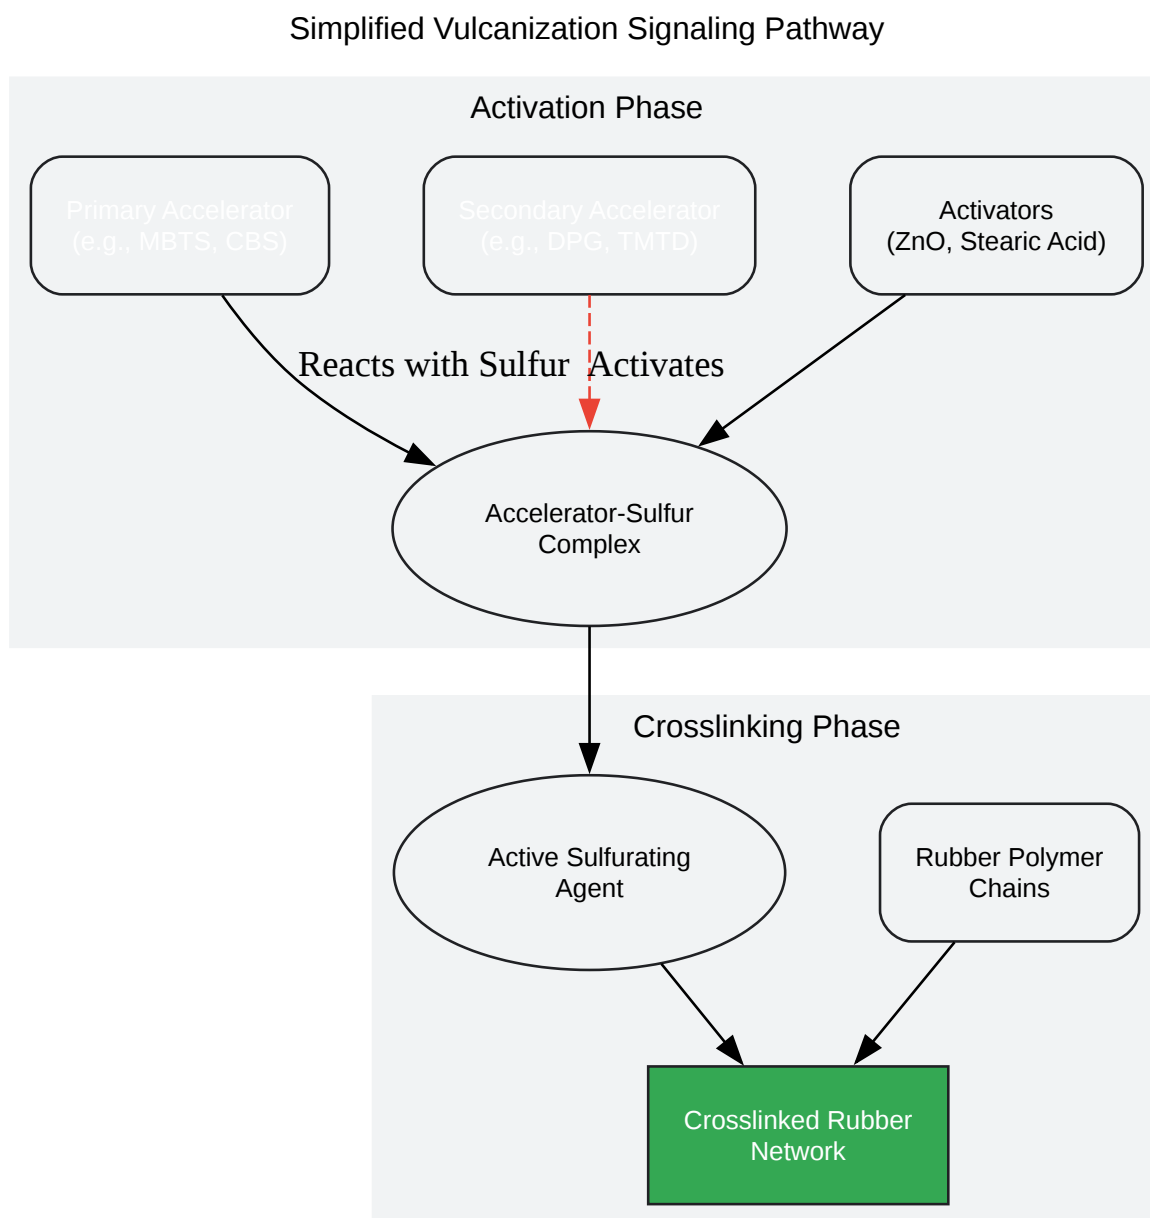 Simplified Vulcanization Signaling Pathway
Activation Phase
Primary Accelerator
(e.g., MBTS, CBS)
Secondary Accelerator
(e.g., DPG, TMTD)
Activators
(ZnO, Stearic Acid)
Reacts with Sulfur
Activates
Accelerator-Sulfur
Complex
Crosslinking Phase
Active Sulfurating
Agent
Rubber Polymer
Chains
Crosslinked Rubber
Network